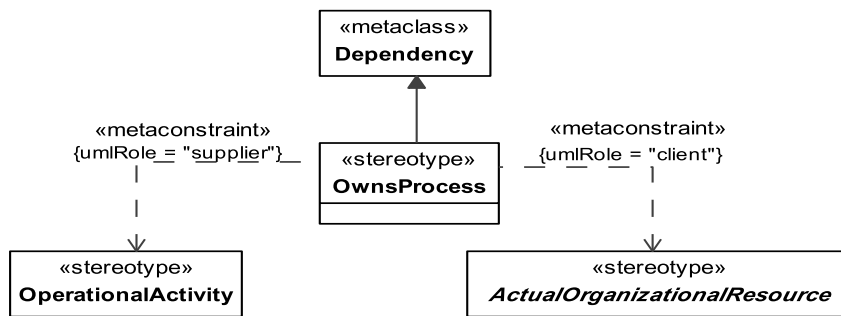 «metaclass»
Dependency
«metaconstraint»
{umlRole = "supplier"}
«metaconstraint»
{umlRole = "client"}
«stereotype»
OwnsProcess
«stereotype»
OperationalActivity
«stereotype»
ActualOrganizationalResource